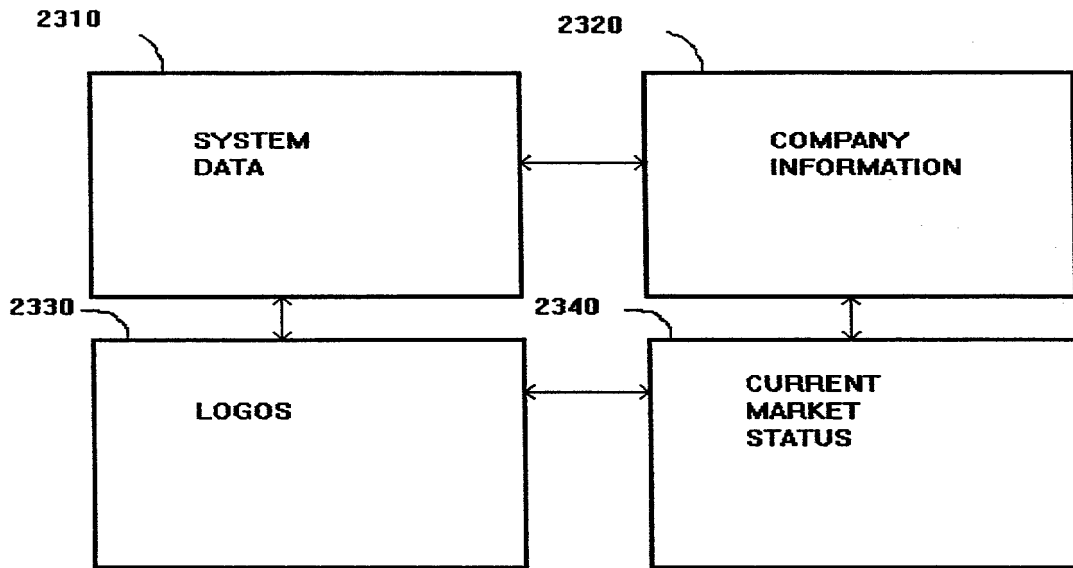 2310
2320
SYSTEM
DATA
COMPANY
INFORMATION
2330
2340
LOGOS
CURRENT
MARKET
STATUS